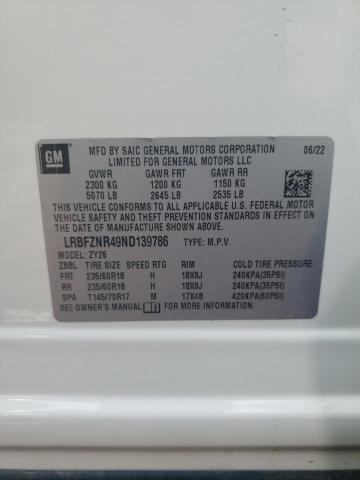 GM
MFD BY SAIC GENERAL MOTORS CORPORATION 06/22
LIMITED FOR GENERAL MOTORS LLC
GVWR GAWR FRT GAWR RR
2300 KG 1200 KG 1150 KG
5070 LB 2645 LB 2535 LB
THIS VEHICLE CONFORMS TO ALL APPLICABLE U.S. FEDERAL MOTOR
VEHICLE SAFETY AND THEFT PREVENTION STANDARDS IN EFFECT ON
THE DATE OF MANUFACTURE SHOWN ABOVE.
LRBFZNR49ND139786 TYPE: M.P.V.
MODEL: ZY26
ZBBL TIRE SIZE SPEED RTG RIM COLD TIRE PRESSURE
FRT 235/60R18 H 18X8J 240KPA(35PSI)
RR 235/60R18 H 18X8J 240KPA(35PSI)
SPA T145/70R17 M 17X4B 420KPA(60PSI)
SEE OWNER'S MANUAL FOR MORE INFORMATION